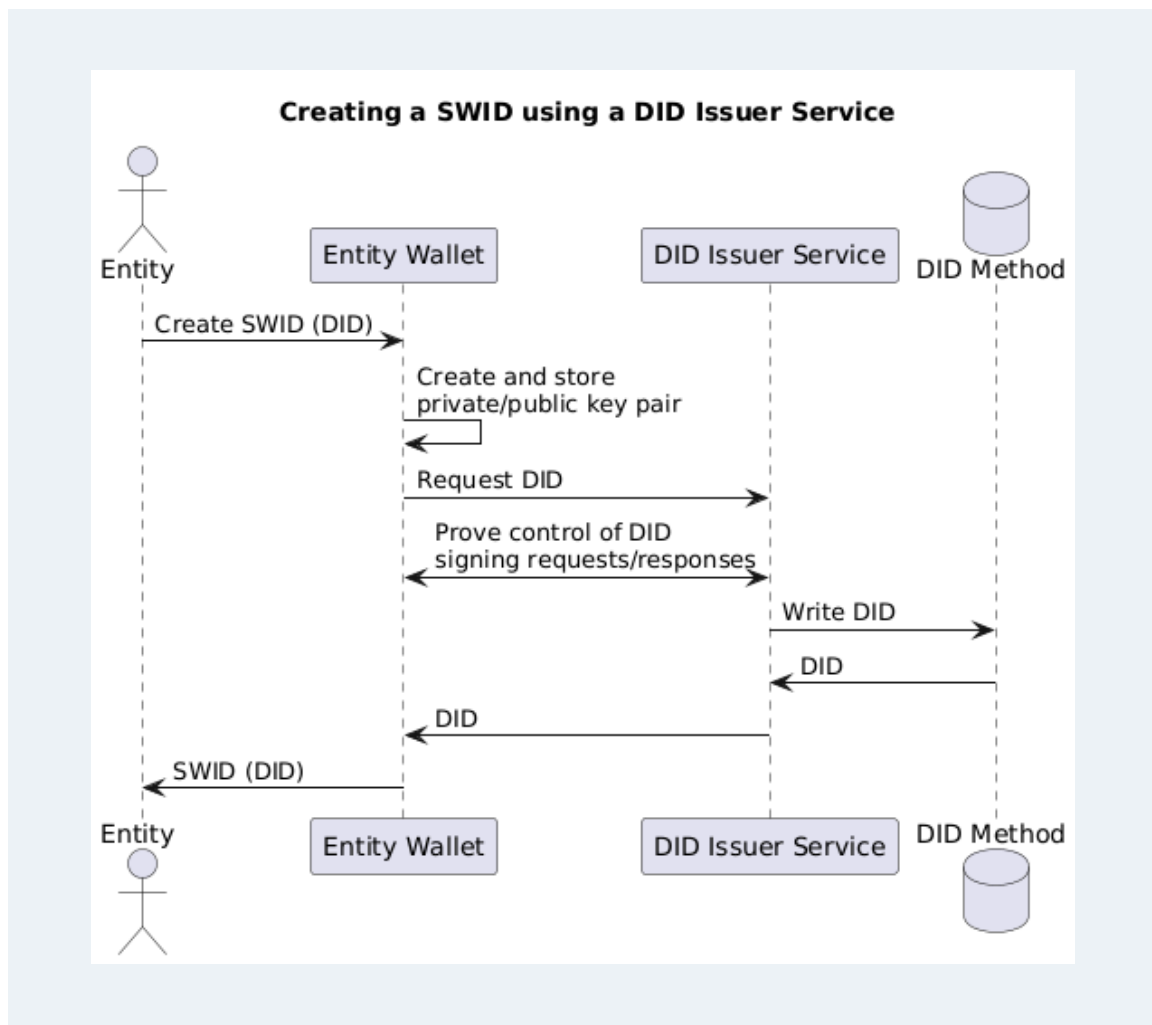 Creating a SWID using a DID Issuer Service
Entity
Entity Wallet
DID Issuer Service
DID Method
Create SWID (DID)
Create and store
private/public key pair
Request DID
Prove control of DID
signing requests/responses
Write DID
DID
DID
SWID (DID)
Entity
Entity Wallet
DID Issuer Service
DID Method